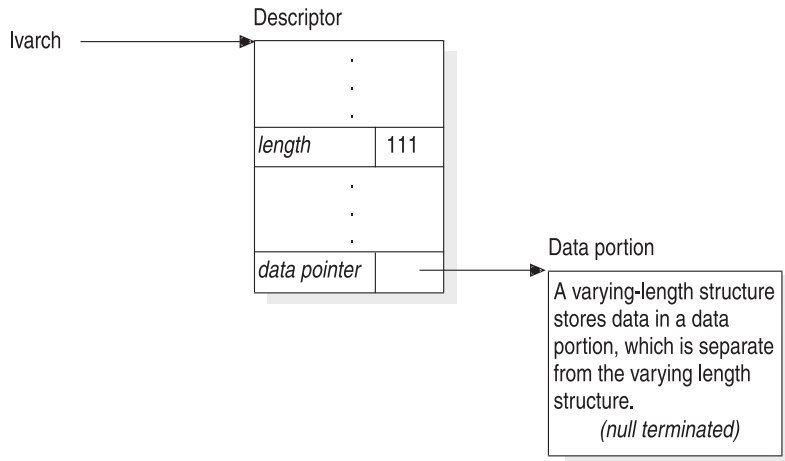 Descriptor
lvarch
.
.
.
length 111
.
.
.
data pointer
Data portion
A varying-length structure
stores data in a data
portion, which is separate
from the varying length
structure.
(null terminated)